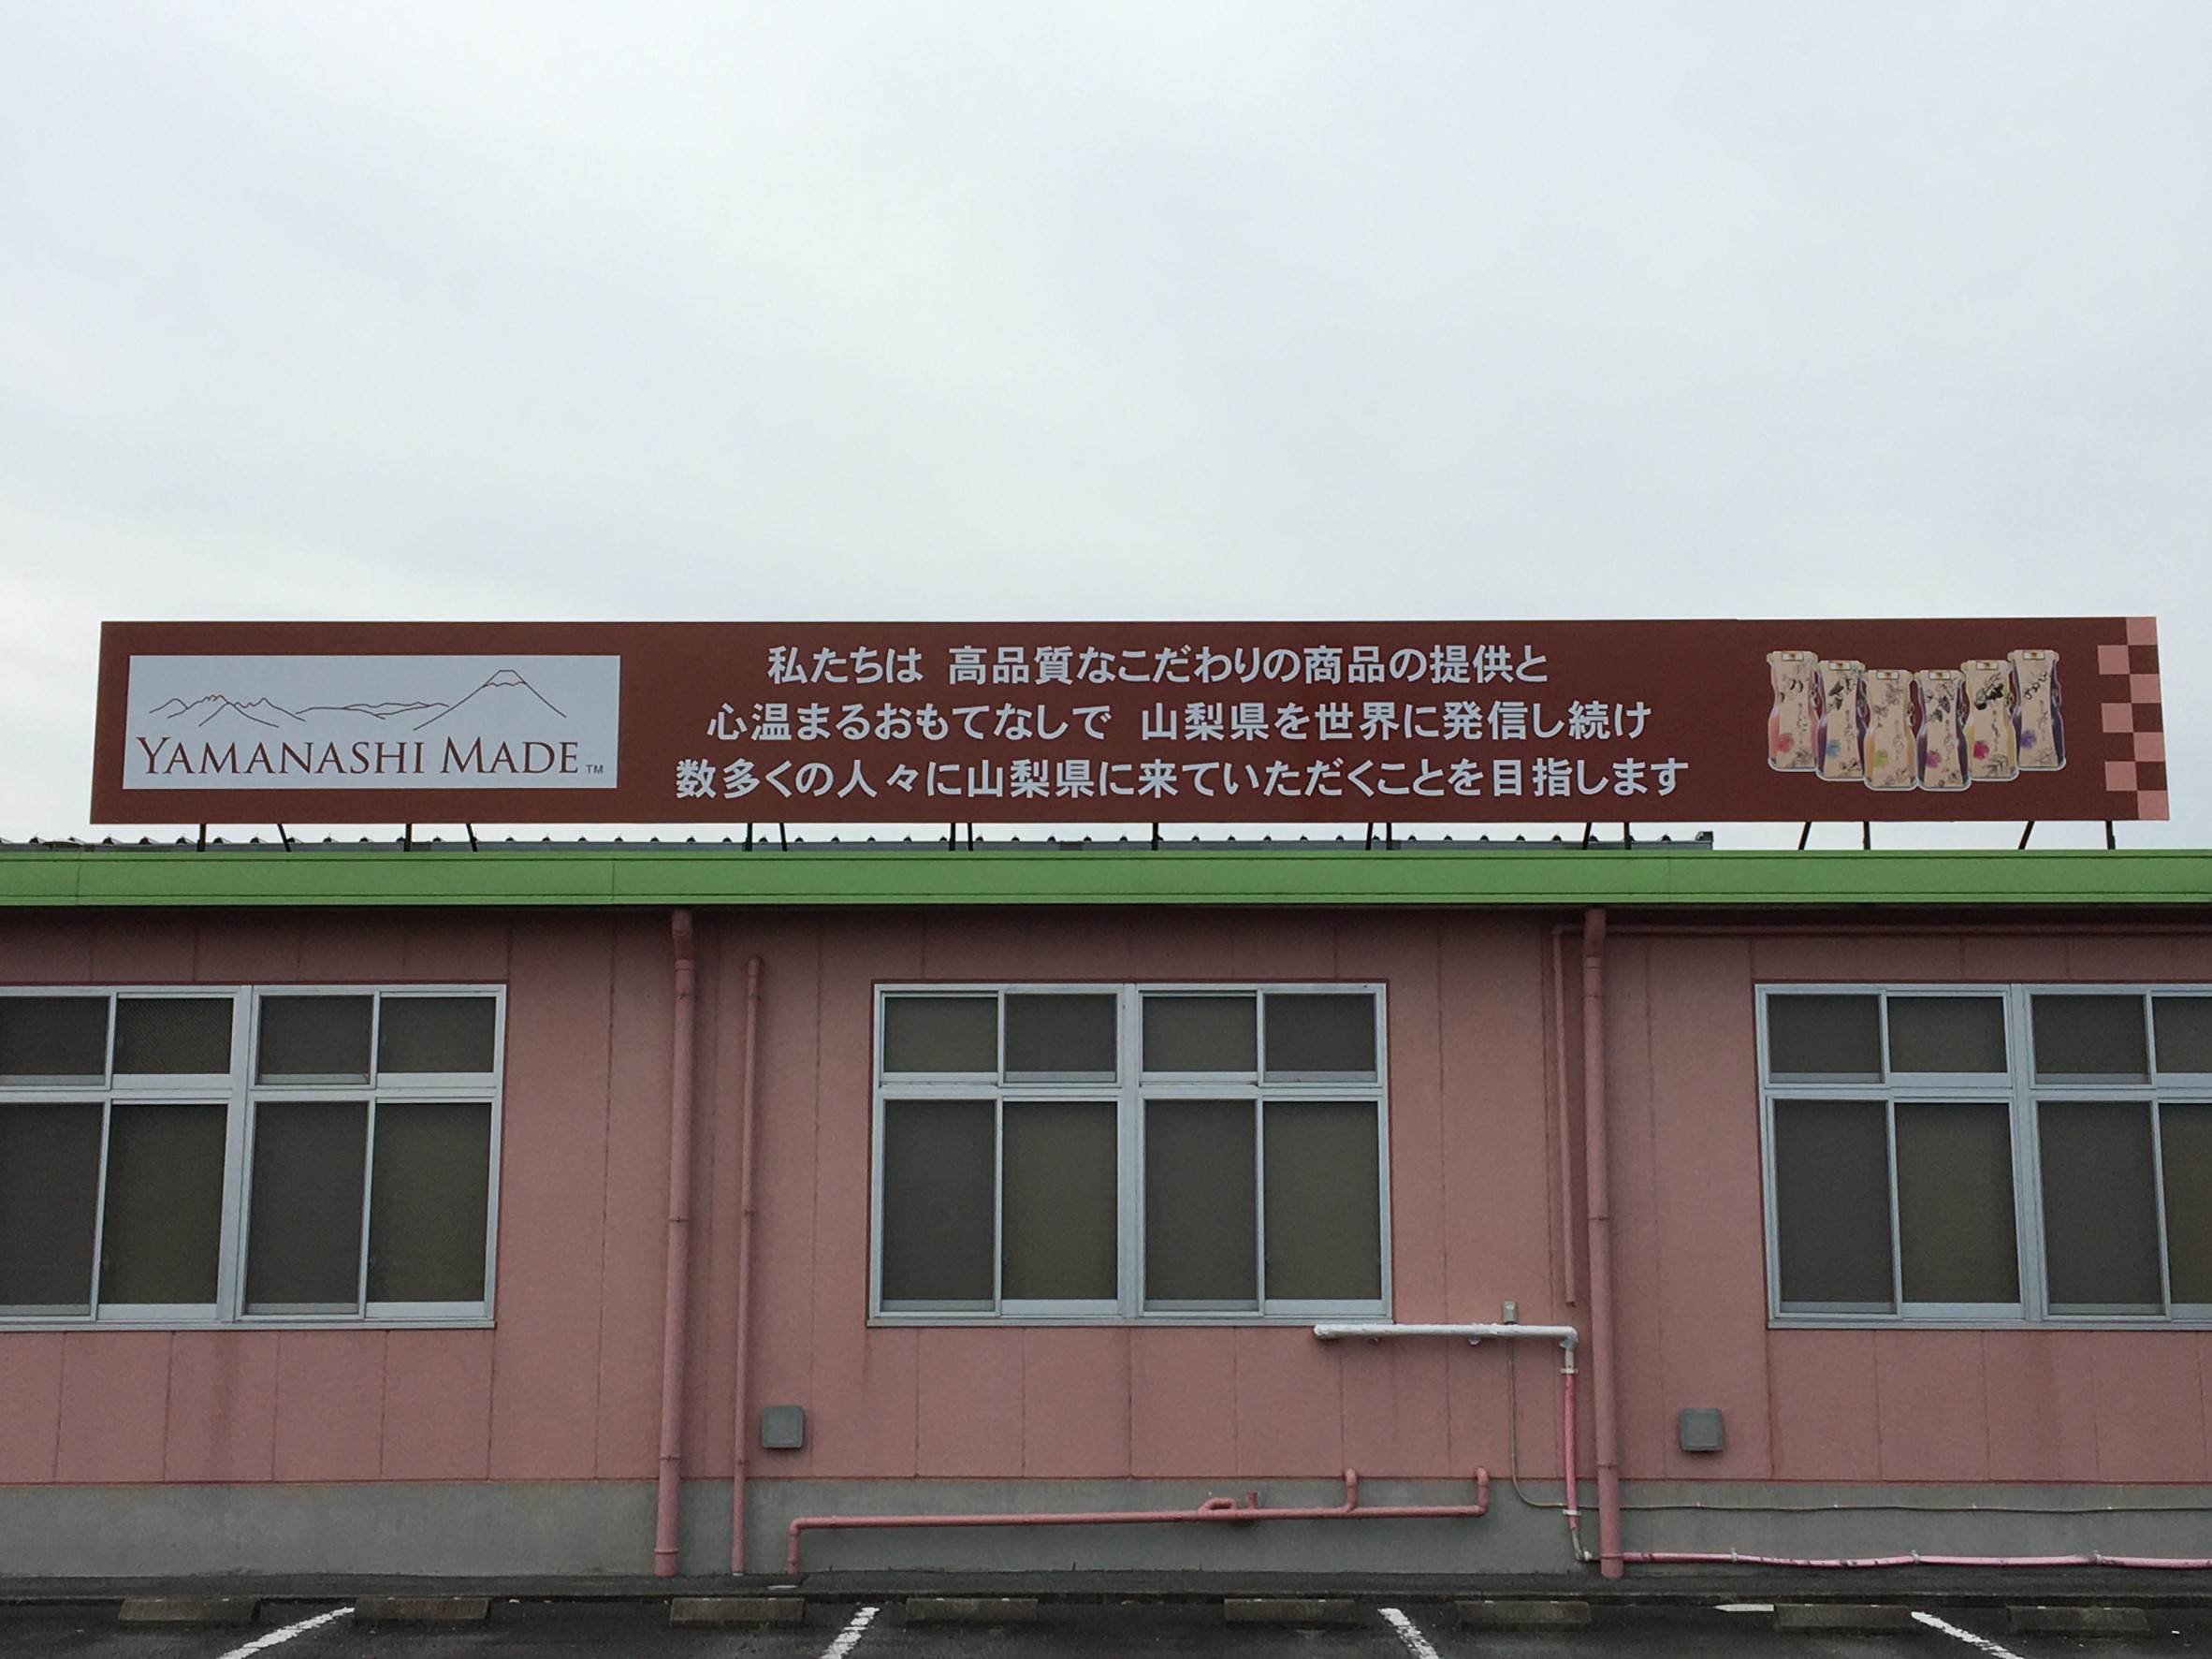 YAMANASHI MADE TM
私たちは 高品質なこだわりの商品の提供と
心温まるおもてなしで 山梨県を世界に発信し続け
数多くの人々に山梨県に来ていただくことを目指します